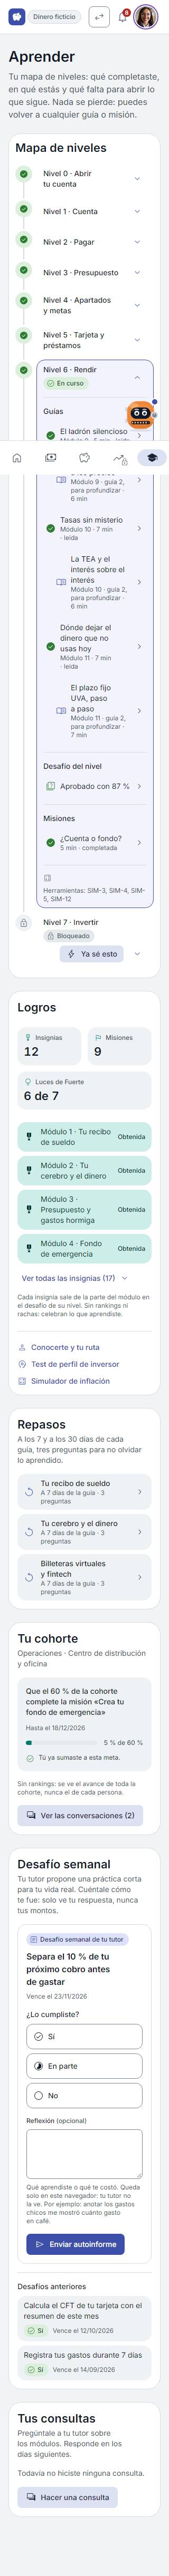 Dinero ficticio
8
Aprender
Tu mapa de niveles: qué completaste,
en qué estás y qué falta para abrir lo
que sigue. Nada se pierde: puedes
volver a cualquier guía o misión.
Mapa de niveles
Nivel 0 · Abrir
tu cuenta
Nivel 1 · Cuenta
Nivel 2 · Pagar
Nivel 3 · Presupuesto
Nivel 4 · Apartados
y metas
Nivel 5 · Tarjeta y
préstamos
Nivel 6 · Rendir
En curso
Guías
El ladrón silencioso
Módulo 9 · guía 2,
para profundizar ·
6 min
Tasas sin misterio
Módulo 10 · 7 min
· leída
La TEA y el
interés sobre el
interés
Módulo 10 · guía 2,
para profundizar ·
6 min
Dónde dejar el
dinero que no
usas hoy
Módulo 11 · 7 min
· leída
El plazo fijo
UVA, paso
a paso
Módulo 11 · guía 2,
para profundizar ·
7 min
Desafío del nivel
Aprobado con 87 %
Misiones
¿Cuenta o fondo?
5 min · completada
Herramientas: SIM-3, SIM-4, SIM-
5, SIM-12
Nivel 7 · Invertir
Bloqueado
Ya sé esto
Logros
Insignias
12
Misiones
9
Luces de Fuerte
6 de 7
Módulo 1 · Tu recibo
de sueldo
Obtenida
Módulo 2 · Tu
cerebro y el dinero
Obtenida
Módulo 3 ·
Presupuesto y
gastos hormiga
Obtenida
Módulo 4 · Fondo
de emergencia
Obtenida
Ver todas las insignias (17)
Cada insignia sale de la parte del módulo en
el desafío de su nivel. Sin rankings ni
rachas: celebran lo que aprendiste.
Conocerte y tu ruta
Test de perfil de inversor
Simulador de inflación
Repasos
A los 7 y a los 30 días de cada
guía, tres preguntas para no olvidar
lo aprendido.
Tu recibo de sueldo
A 7 días de la guía · 3
preguntas
Tu cerebro y el dinero
A 7 días de la guía · 3
preguntas
Billeteras virtuales
y fintech
A 7 días de la guía · 3
preguntas
Tu cohorte
Operaciones · Centro de distribución
y oficina
Que el 60 % de la cohorte
complete la misión «Crea tu
fondo de emergencia»
Hasta el 18/12/2026
5 % de 60 %
Tú ya sumaste a esta meta.
Sin rankings: se ve el avance de toda la
cohorte, nunca el de cada persona.
Ver las conversaciones (2)
Desafío semanal
Tu tutor propone una práctica corta
para tu vida real. Cuéntale cómo
te fue: solo ve tu respuesta, nunca
tus montos.
Desafío semanal de tu tutor
Separa el 10 % de tu
próximo cobro antes
de gastar
Vence el 23/11/2026
¿Lo cumpliste?
Sí
En parte
No
Reflexión (opcional)
Qué aprendiste o qué te costó. Queda
solo en este navegador: tu tutor no
la ve. Por ejemplo: anotar los gastos
chicos me mostró cuánto gasto
en café.
Enviar autoinforme
Desafíos anteriores
Calcula el CFT de tu tarjeta con el
resumen de este mes
Sí
Vence el 12/10/2026
Registra tus gastos durante 7 días
Sí
Vence el 14/09/2026
Tus consultas
Pregúntale a tu tutor sobre
los módulos. Responde en los
días siguientes.
Todavía no hiciste ninguna consulta.
Hacer una consulta